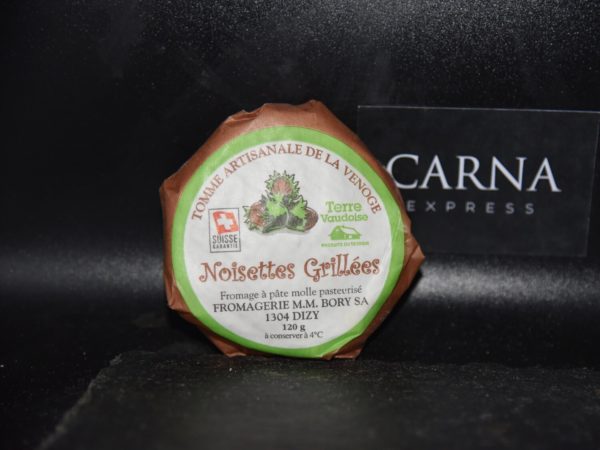 TOMME ARTISANALE DE LA VENOGE
SUISSE
GARANTIE
Terre
Vaudoise
Noisettes Grillées
Fromage à pâte molle pasteurisé
FROMAGERIE M.M. BORY SA
1304 DIZY
120 g
à conserver à 4°C
CARNA
EXPRESS